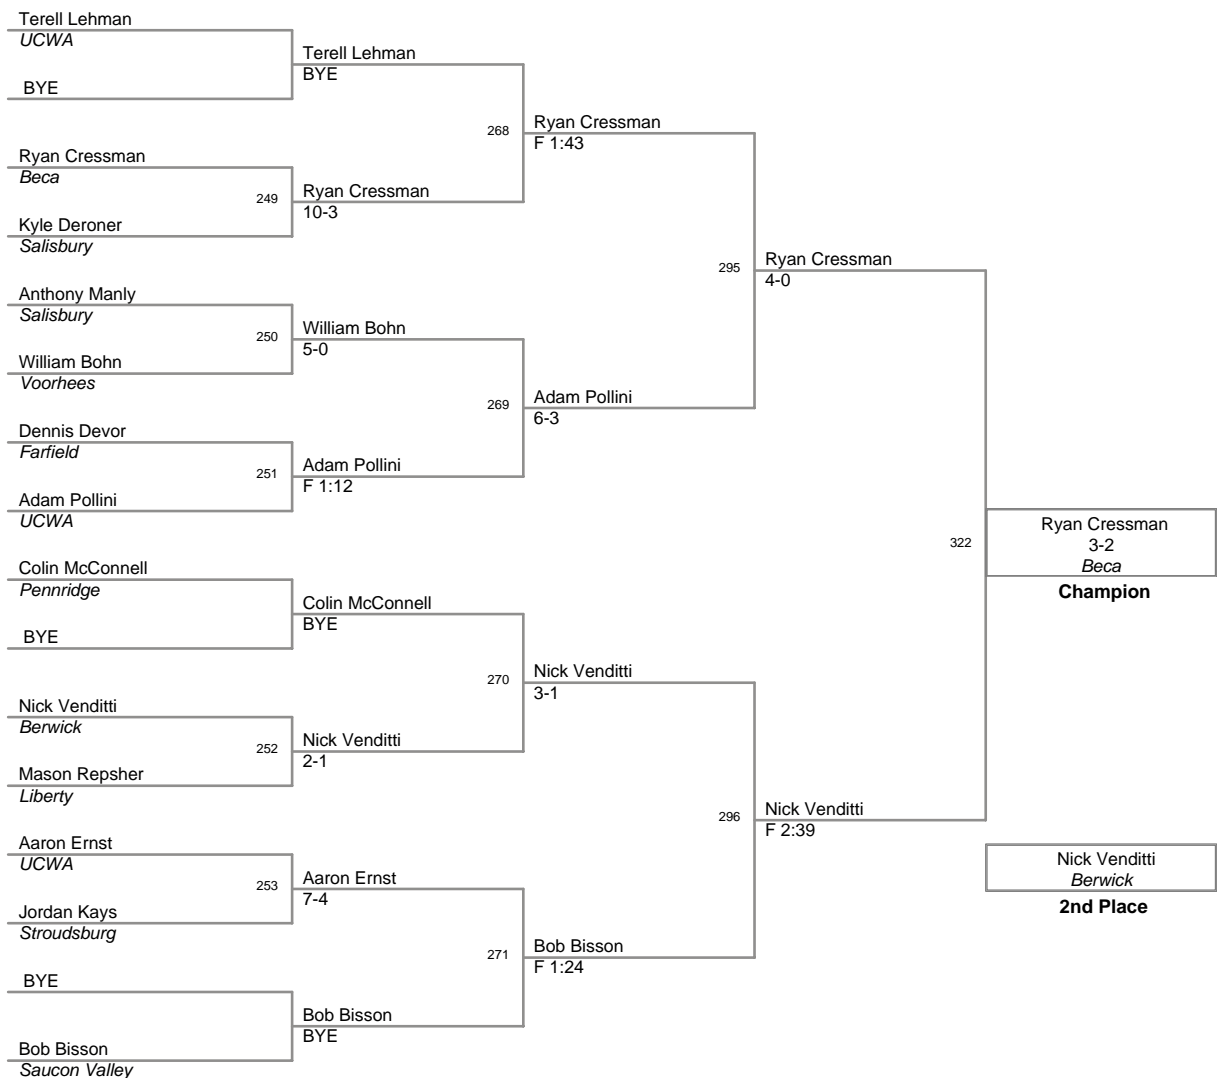 Terell Lehman
UCWA
BYE
Ryan Cressman
Beca
249
Kyle Deroner
Salisbury
Anthony Manly
Salisbury
250
William Bohn
Voorhees
Dennis Devor
Farfield
251
Adam Pollini
UCWA
Colin McConnell
Pennridge
BYE
Nick Venditti
Berwick
252
Mason Repsher
Liberty
Aaron Ernst
UCWA
253
Jordan Kays
Stroudsburg
BYE
Bob Bisson
Saucon Valley
Terell Lehman
BYE
268
Ryan Cressman
10-3
William Bohn
5-0
269
Adam Pollini
F 1:12
Colin McConnell
BYE
270
Nick Venditti
2-1
Aaron Ernst
7-4
271
Bob Bisson
BYE
Ryan Cressman
F 1:43
295
Adam Pollini
6-3
Nick Venditti
3-1
296
Bob Bisson
F 1:24
Ryan Cressman
4-0
322
Nick Venditti
F 2:39
Ryan Cressman
3-2
Beca
Champion
Nick Venditti
Berwick
2nd Place